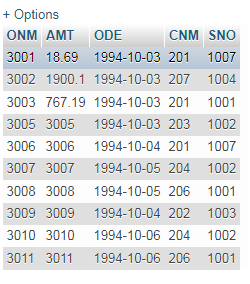 + Options
ONM AMT ODE CNM SNO
3001 18.69 1994-10-03 201 1007
3002 1900.1 1994-10-03 207 1004
3003 767.19 1994-10-03 201 1001
3005 3005 1994-10-03 203 1002
3006 3006 1994-10-04 201 1007
3007 3007 1994-10-05 204 1002
3008 3008 1994-10-05 206 1001
3009 3009 1994-10-04 202 1003
3010 3010 1994-10-06 204 1002
3011 3011 1994-10-06 206 1001